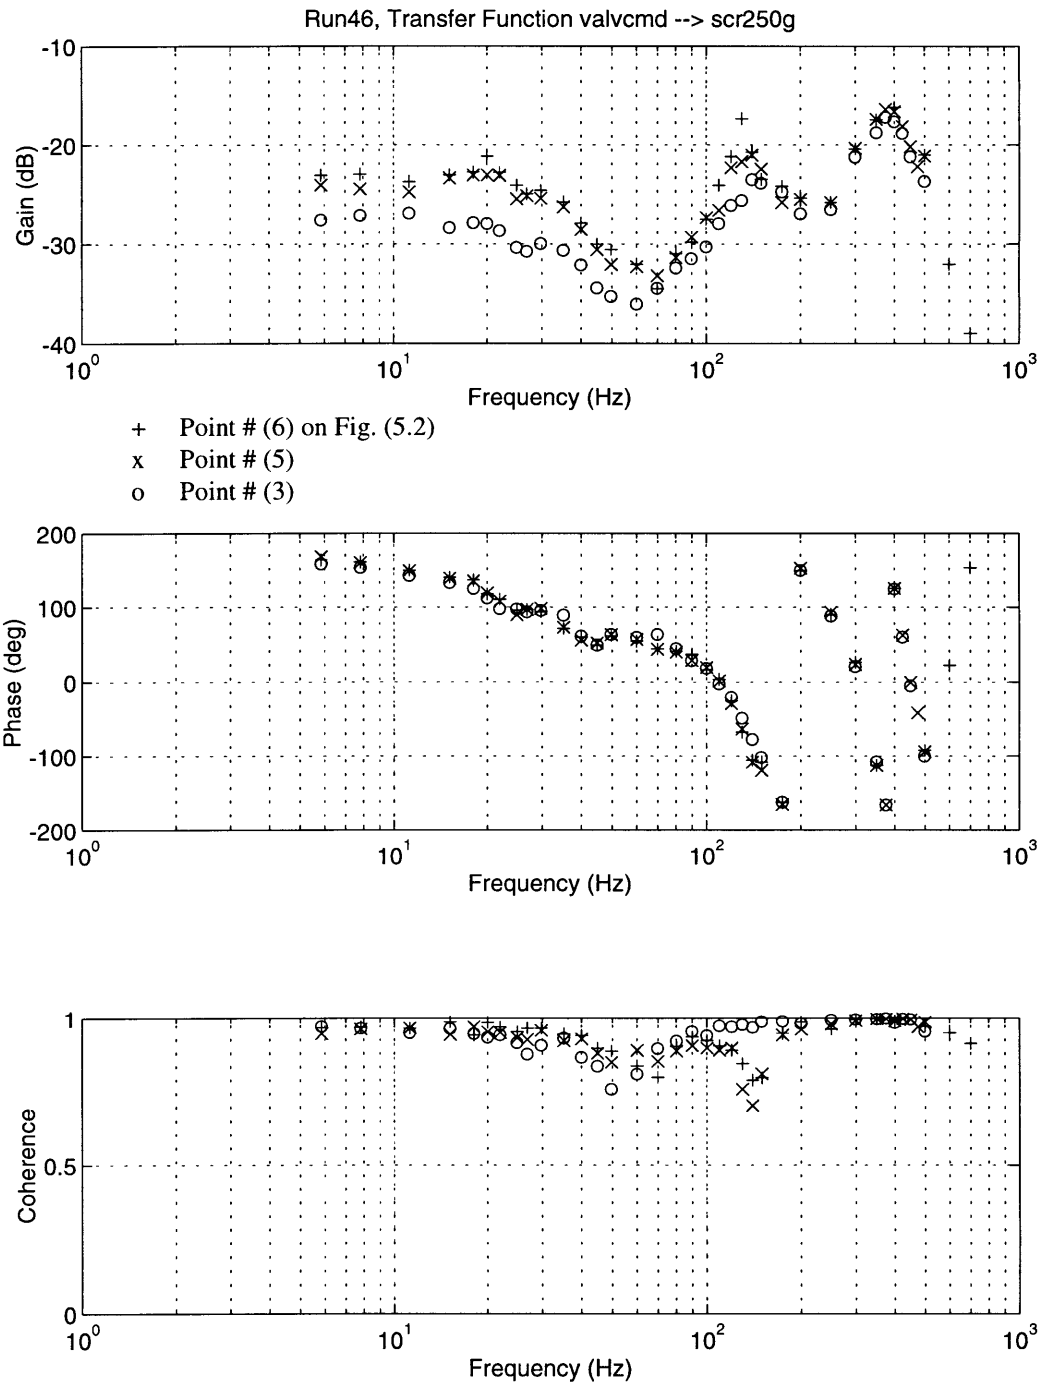 Run46, Transfer Function valvcmd --> scr250g
-10
-20
-30
-40
Gain (dB)
10^0 10^1 10^2 10^3
Frequency (Hz)
+ Point # (6) on Fig. (5.2)
x Point # (5)
o Point # (3)
200
100
0
-100
-200
Phase (deg)
10^0 10^1 10^2 10^3
Frequency (Hz)
1
0.5
0
Coherence
10^0 10^1 10^2 10^3
Frequency (Hz)